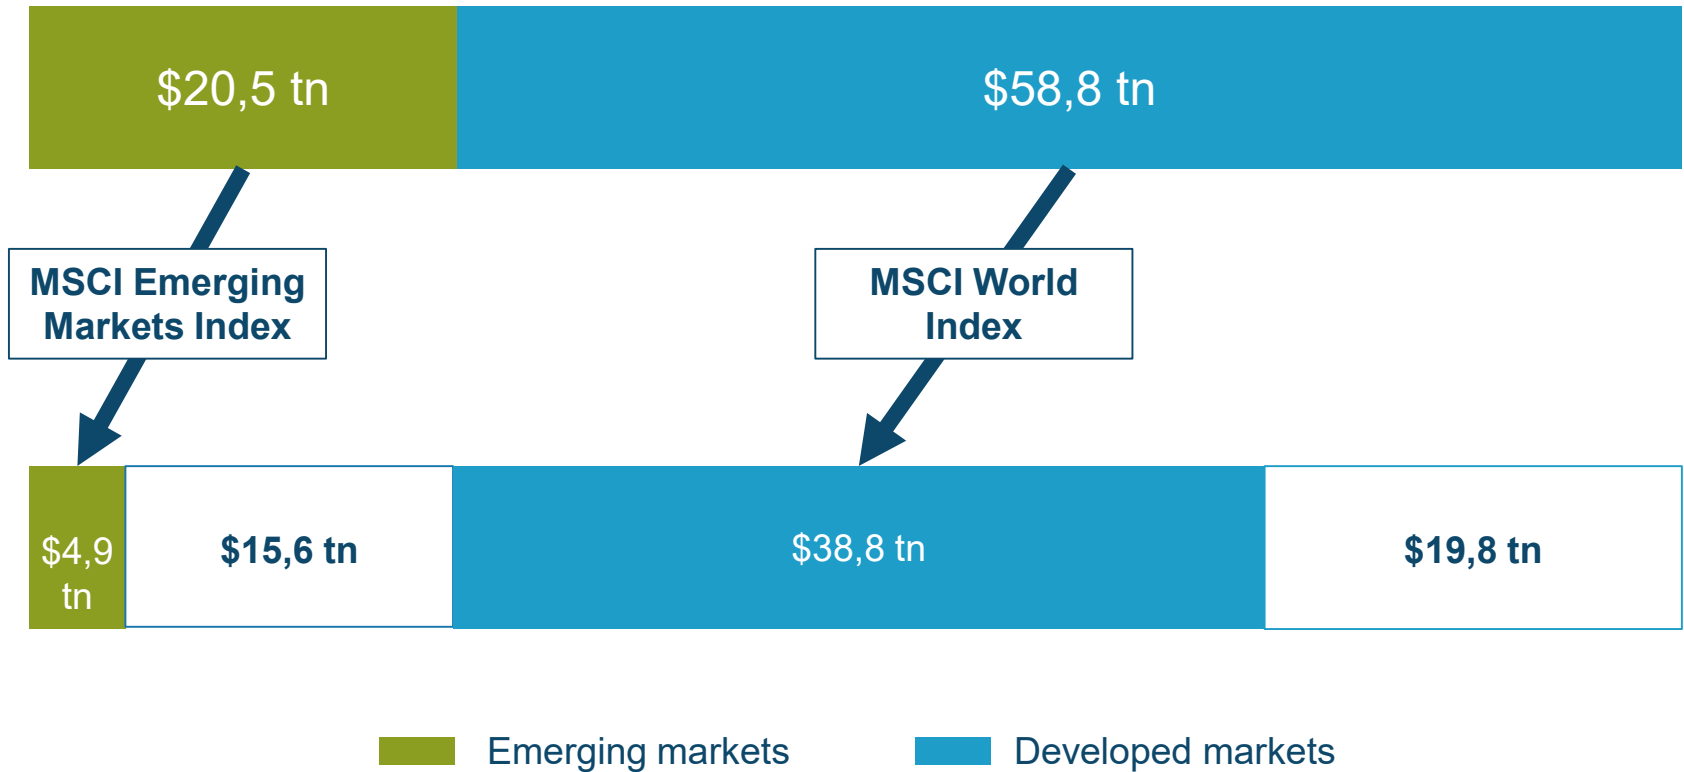 $20,5 tn
$58,8 tn
MSCI Emerging
Markets Index
MSCI World
Index
$4,9
tn
$15,6 tn
$38,8 tn
$19,8 tn
Emerging markets
Developed markets